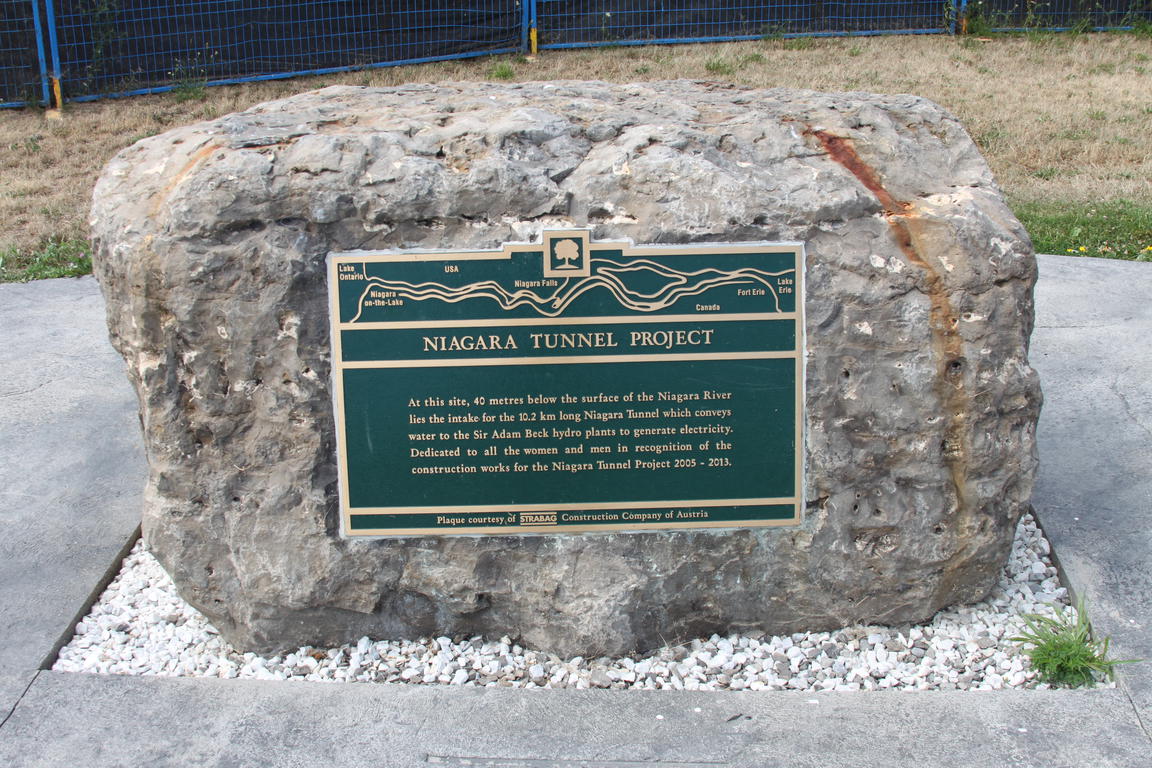 Lake
Ontario
USA
Niagara
on-the-Lake
Niagara Falls
Lake
Erie
Fort Erie
Canada
NIAGARA TUNNEL PROJECT
At this site, 40 metres below the surface of the Niagara River
lies the intake for the 10.2 km long Niagara Tunnel which conveys
water to the Sir Adam Beck hydro plants to generate electricity.
Dedicated to all the women and men in recognition of the
construction works for the Niagara Tunnel Project 2005 - 2013.
Plaque courtesy of STRABAG Construction Company of Austria